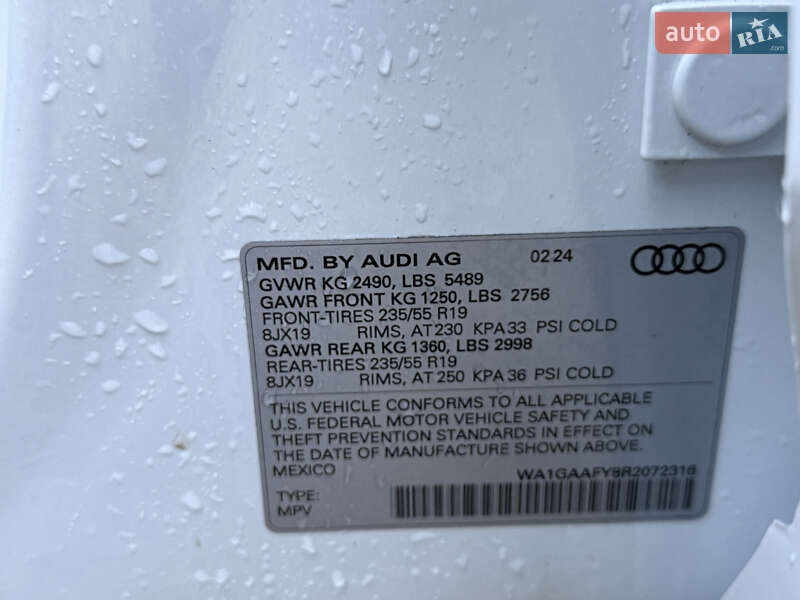 auto RIA.com
MFD. BY AUDI AG 02 24
GVWR KG 2490, LBS 5489
GAWR FRONT KG 1250, LBS 2756
FRONT-TIRES 235/55 R19
8JX19 RIMS, AT 230 KPA 33 PSI COLD
GAWR REAR KG 1360, LBS 2998
REAR-TIRES 235/55 R19
8JX19 RIMS, AT 250 KPA 36 PSI COLD
THIS VEHICLE CONFORMS TO ALL APPLICABLE
U.S. FEDERAL MOTOR VEHICLE SAFETY AND
THEFT PREVENTION STANDARDS IN EFFECT ON
THE DATE OF MANUFACTURE SHOWN ABOVE.
MEXICO WA1GAAFY8R2072316
TYPE:
MPV